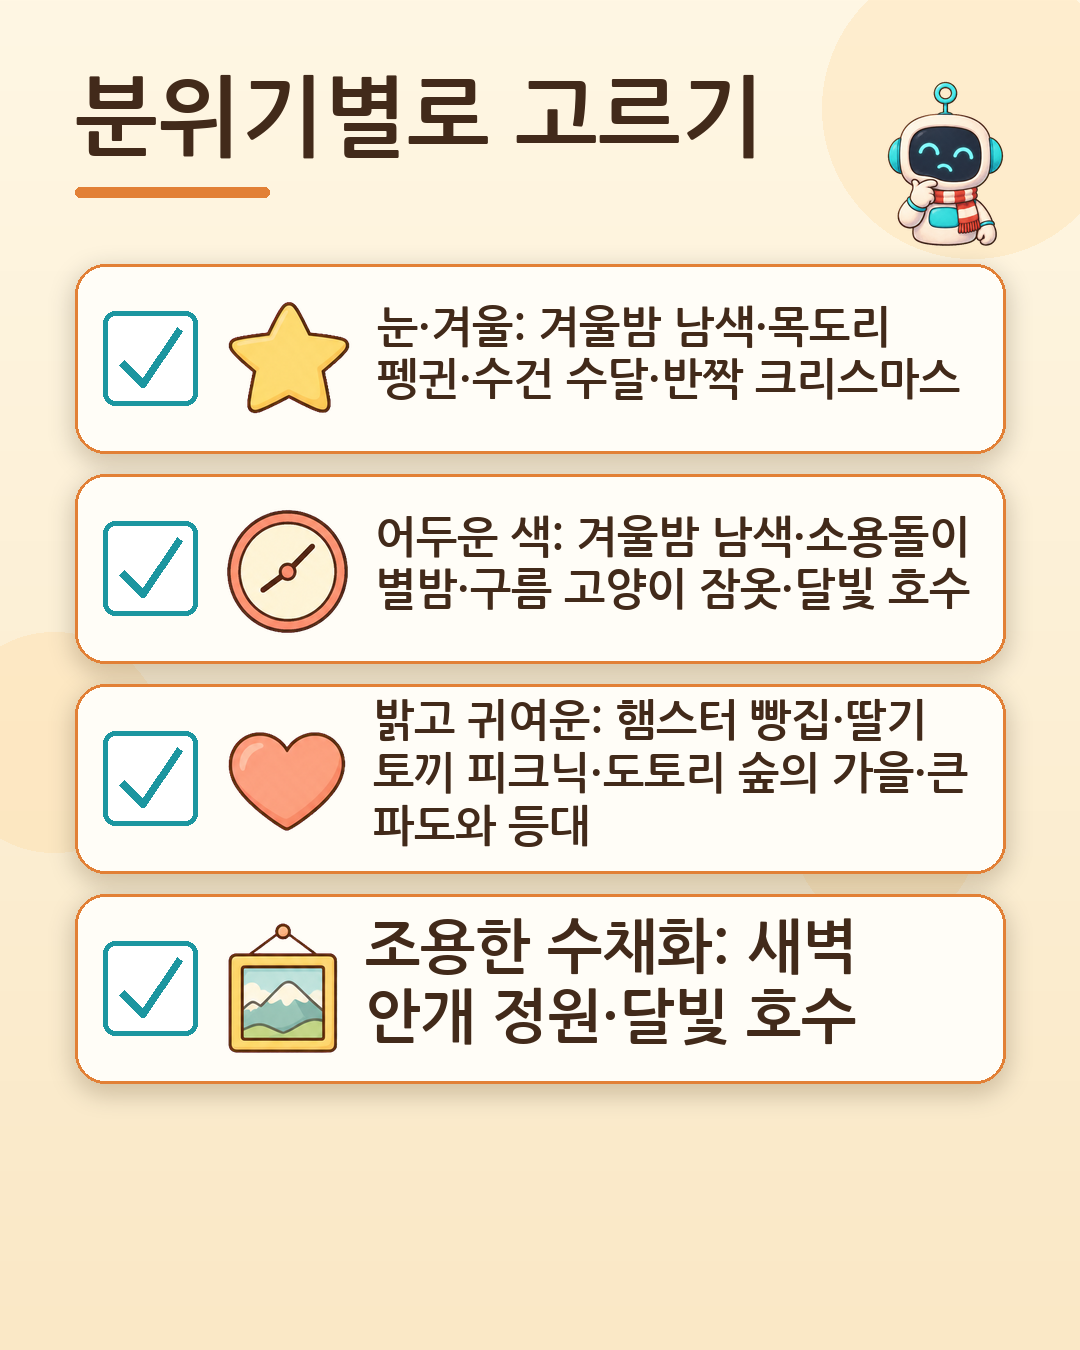 분위기별로 고르기
눈·겨울: 겨울밤 남색·목도리
펭귄·수건 수달·반짝 크리스마스
어두운 색: 겨울밤 남색·소용돌이
별밤·구름 고양이 잠옷·달빛 호수
밝고 귀여운: 햄스터 빵집·딸기
토끼 피크닉·도토리 숲의 가을·큰
파도와 등대
조용한 수채화: 새벽
안개 정원·달빛 호수